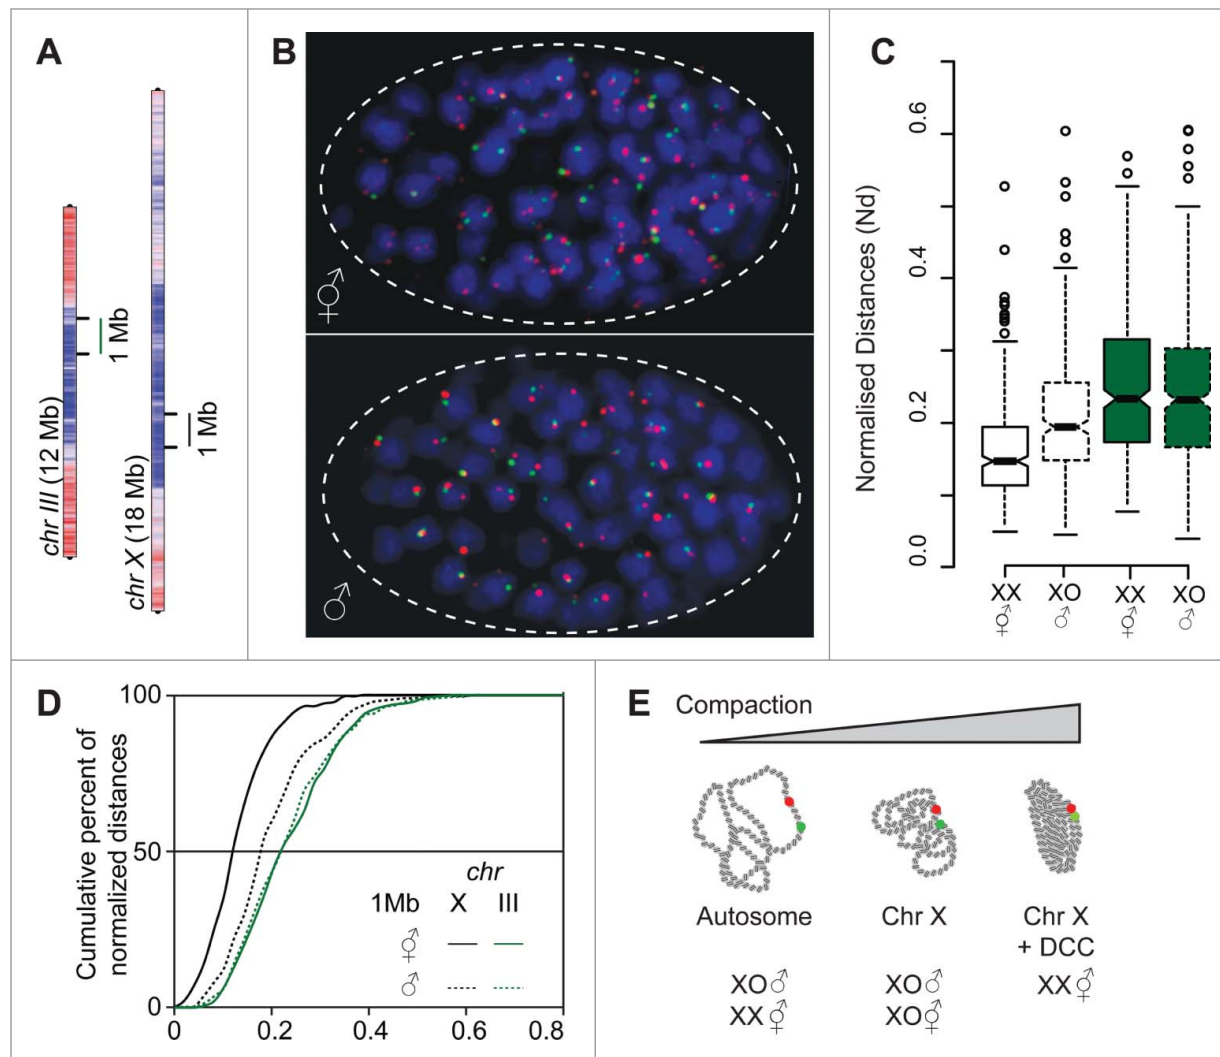 A
chr III (12 Mb)
1 Mb
chr X (18 Mb)
1 Mb
B
⚥
♂
C
Normalised Distances (Nd)
0.6
0.4
0.2
0.0
XX XO XX XO
⚥ ♂ ⚥ ♂
D
Cumulative percent of
normalized distances
100
50
0
chr
1Mb X III
⚥
♂
0 0.2 0.4 0.6 0.8
E
Compaction
Autosome
XO♂
XX⚥
Chr X
XO♂
XO⚥
Chr X
+ DCC
XX⚥